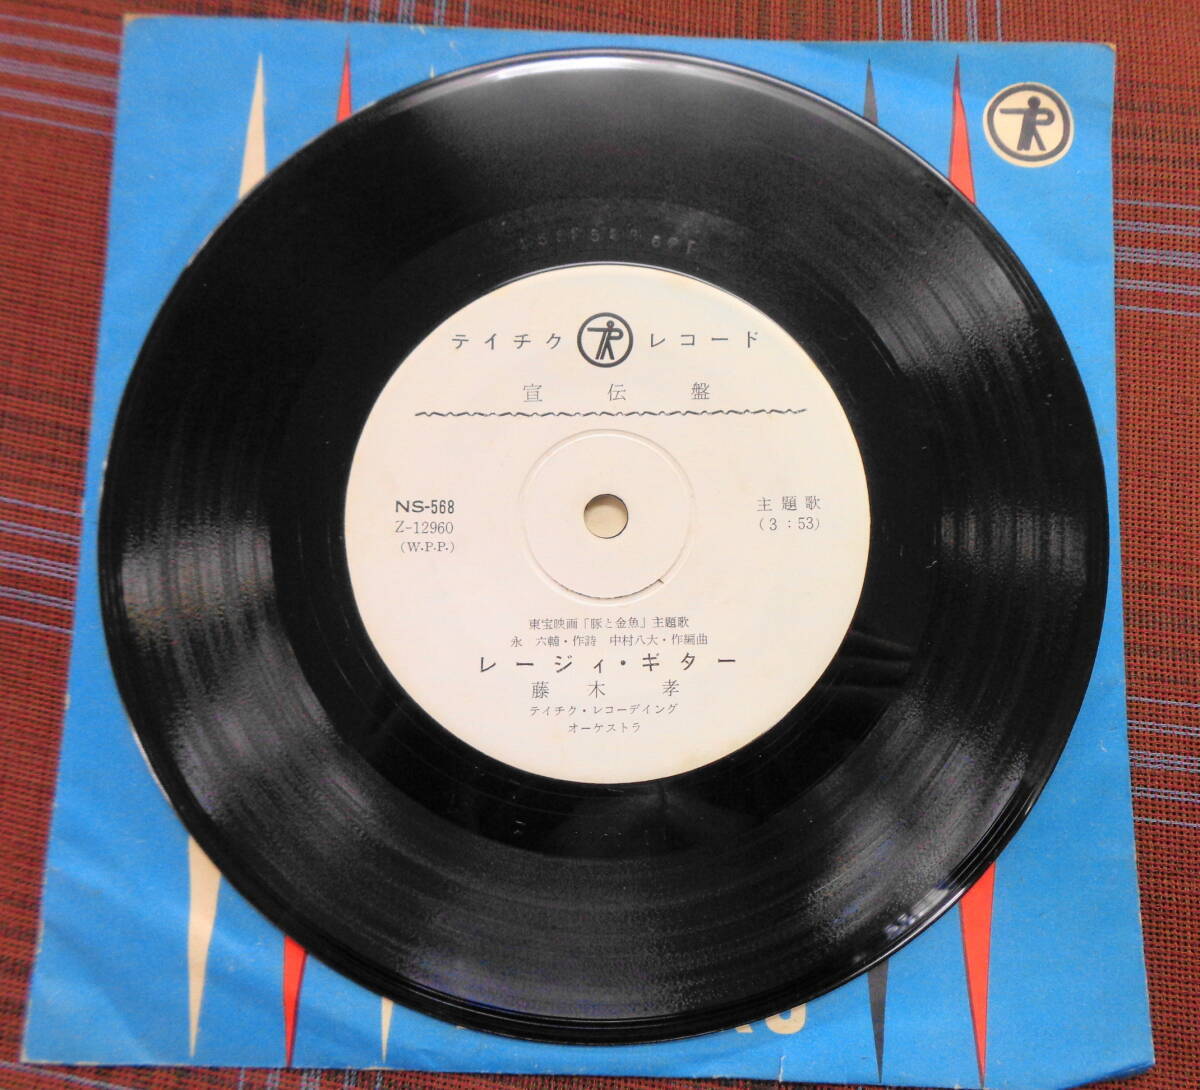 テイチク レコード
宣伝盤
NS-568
Z-12960
(W.P.P.)
主題歌
(3:53)
東宝映画「豚と金魚」主題歌
永 六輔・作詩 中村八大・作編曲
レージィ・ギター
藤木 孝
テイチク・レコーデイング
オーケストラ